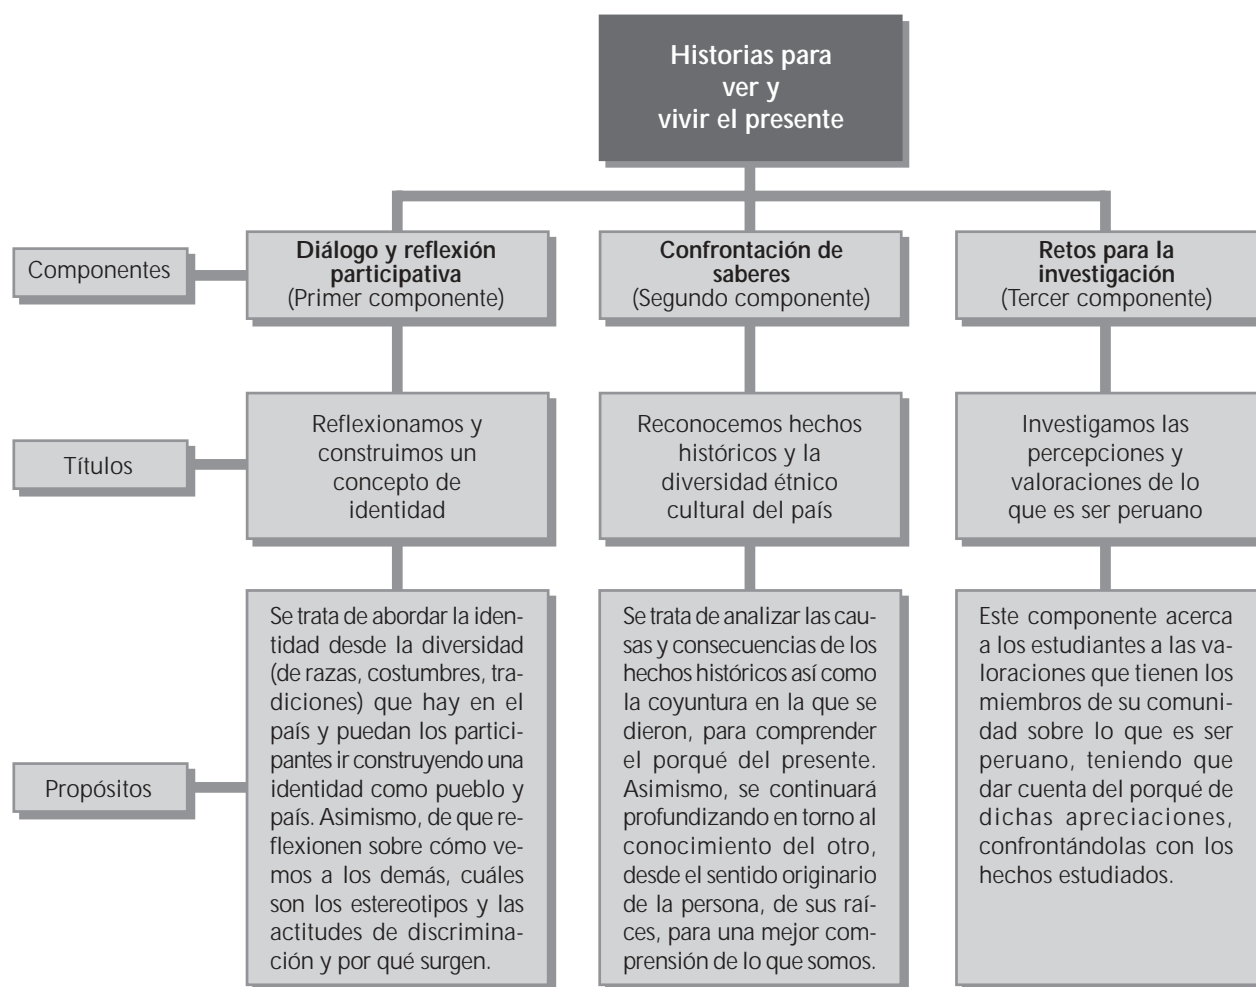 Historias para
ver y
vivir el presente
Componentes
Diálogo y reflexión
participativa
(Primer componente)
Confrontación de
saberes
(Segundo componente)
Retos para la
investigación
(Tercer componente)
Títulos
Reflexionamos y
construimos un
concepto de
identidad
Reconocemos hechos
históricos y la
diversidad étnico
cultural del país
Investigamos las
percepciones y
valoraciones de lo
que es ser peruano
Propósitos
Se trata de abordar la iden-
tidad desde la diversidad
(de razas, costumbres, tra-
diciones) que hay en el
país y puedan los partici-
pantes ir construyendo una
identidad como pueblo y
país. Asimismo, de que re-
flexionen sobre cómo ve-
mos a los demás, cuáles
son los estereotipos y las
actitudes de discrimina-
ción y por qué surgen.
Se trata de analizar las cau-
sas y consecuencias de los
hechos históricos así como
la coyuntura en la que se
dieron, para comprender
el porqué del presente.
Asimismo, se continuará
profundizando en torno al
conocimiento del otro,
desde el sentido originario
de la persona, de sus raí-
ces, para una mejor com-
prensión de lo que somos.
Este componente acerca
a los estudiantes a las va-
loraciones que tienen los
miembros de su comuni-
dad sobre lo que es ser
peruano, teniendo que
dar cuenta del porqué de
dichas apreciaciones,
confrontándolas con los
hechos estudiados.